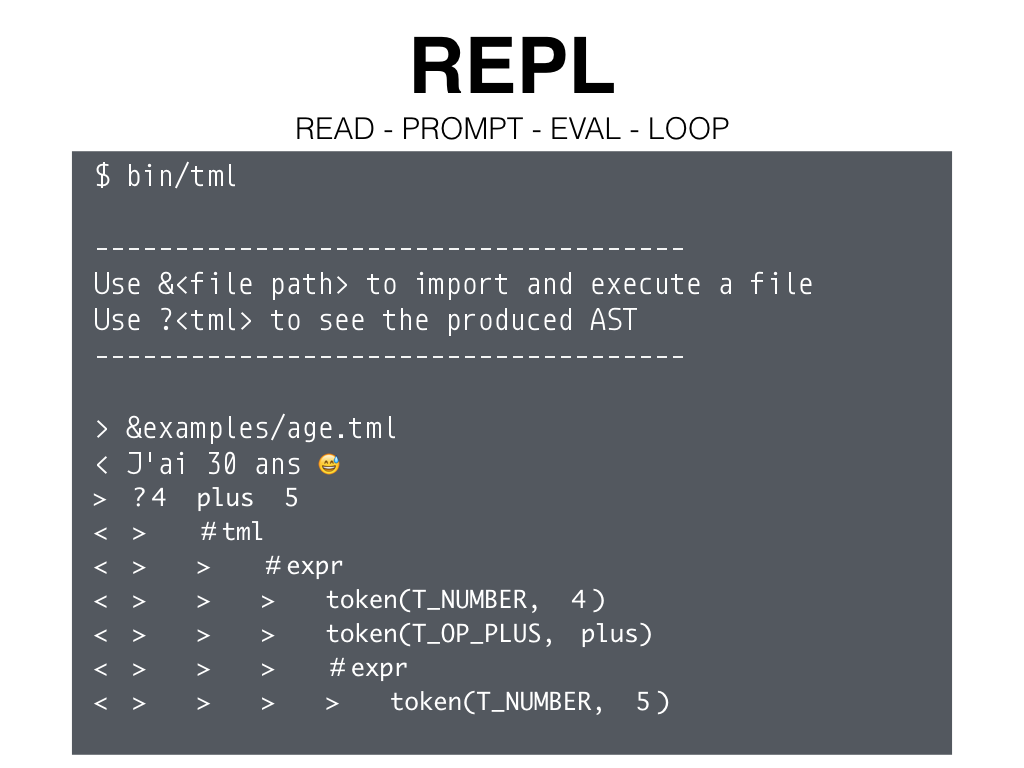 REPL
READ - PROMPT - EVAL - LOOP
$ bin/tml
-------------------------------------
Use &<file path> to import and execute a file
Use ?<tml> to see the produced AST
-------------------------------------
> &examples/age.tml
< J'ai 30 ans 😅
> ?4 plus 5
< > #tml
< > > #expr
< > > > token(T_NUMBER, 4)
< > > > token(T_OP_PLUS, plus)
< > > > #expr
< > > > > token(T_NUMBER, 5)